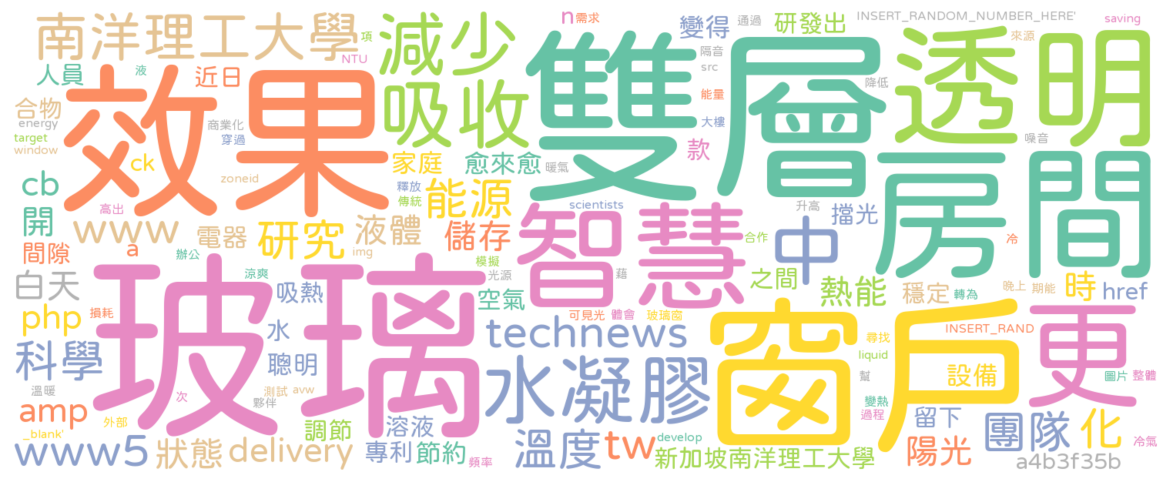 南洋理工大學
項
減少
n
需求
變得
通過
研發出
INSERT_RANDOM_NUMBER_HERE'
saving
來源
人員
液
近日
NTU
吸收
隔音
src
降低
噪音
效果
雙層
透明
合物
energy
target
window
商業化
穿過
能量
大樓
款
ck
家庭
愈來愈
暖氣
房間
cb
zoneid
釋放
傳統
能源
scientists
智慧
升高
擋光
開
高出
www
電器
研究
液體
儲存
合作
中
冷
間隙
a
辦公
img
模擬
光源
藉
之間
熱能
白天
涼爽
吸熱
空氣
穩定
轉為
晚上
期能
時
href
php
損耗
玻璃
水
可見光
體會
玻璃窗
窗戶
INSERT_RAND
更
科學
聰明
technews
尋找
liquid
溫暖
次
測試
avw
夥伴
水凝膠
幫
設備
圖片
整體
amp
_blank'
外部
調節
溶液
變熱
過程
留下
團隊
化
冷氣
www5
狀態
delivery
專利
節約
頻率
溫度
tw
develop
新加坡南洋理工大學
陽光
a4b3f35b